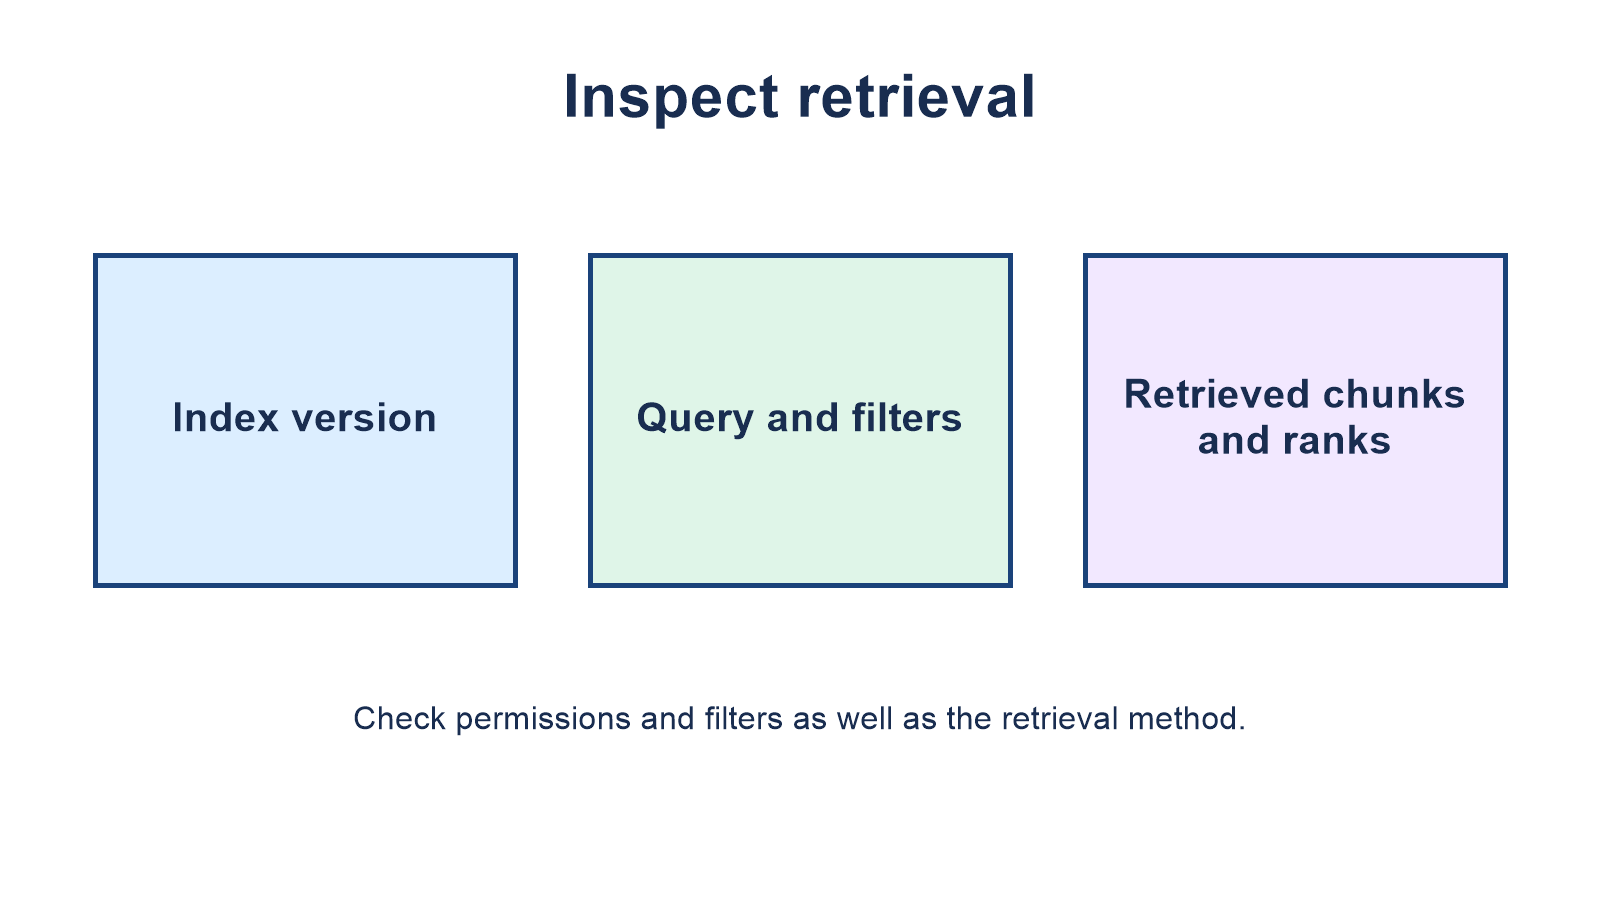 Inspect retrieval
Index version
Query and filters
Retrieved chunks
and ranks
Check permissions and filters as well as the retrieval method.